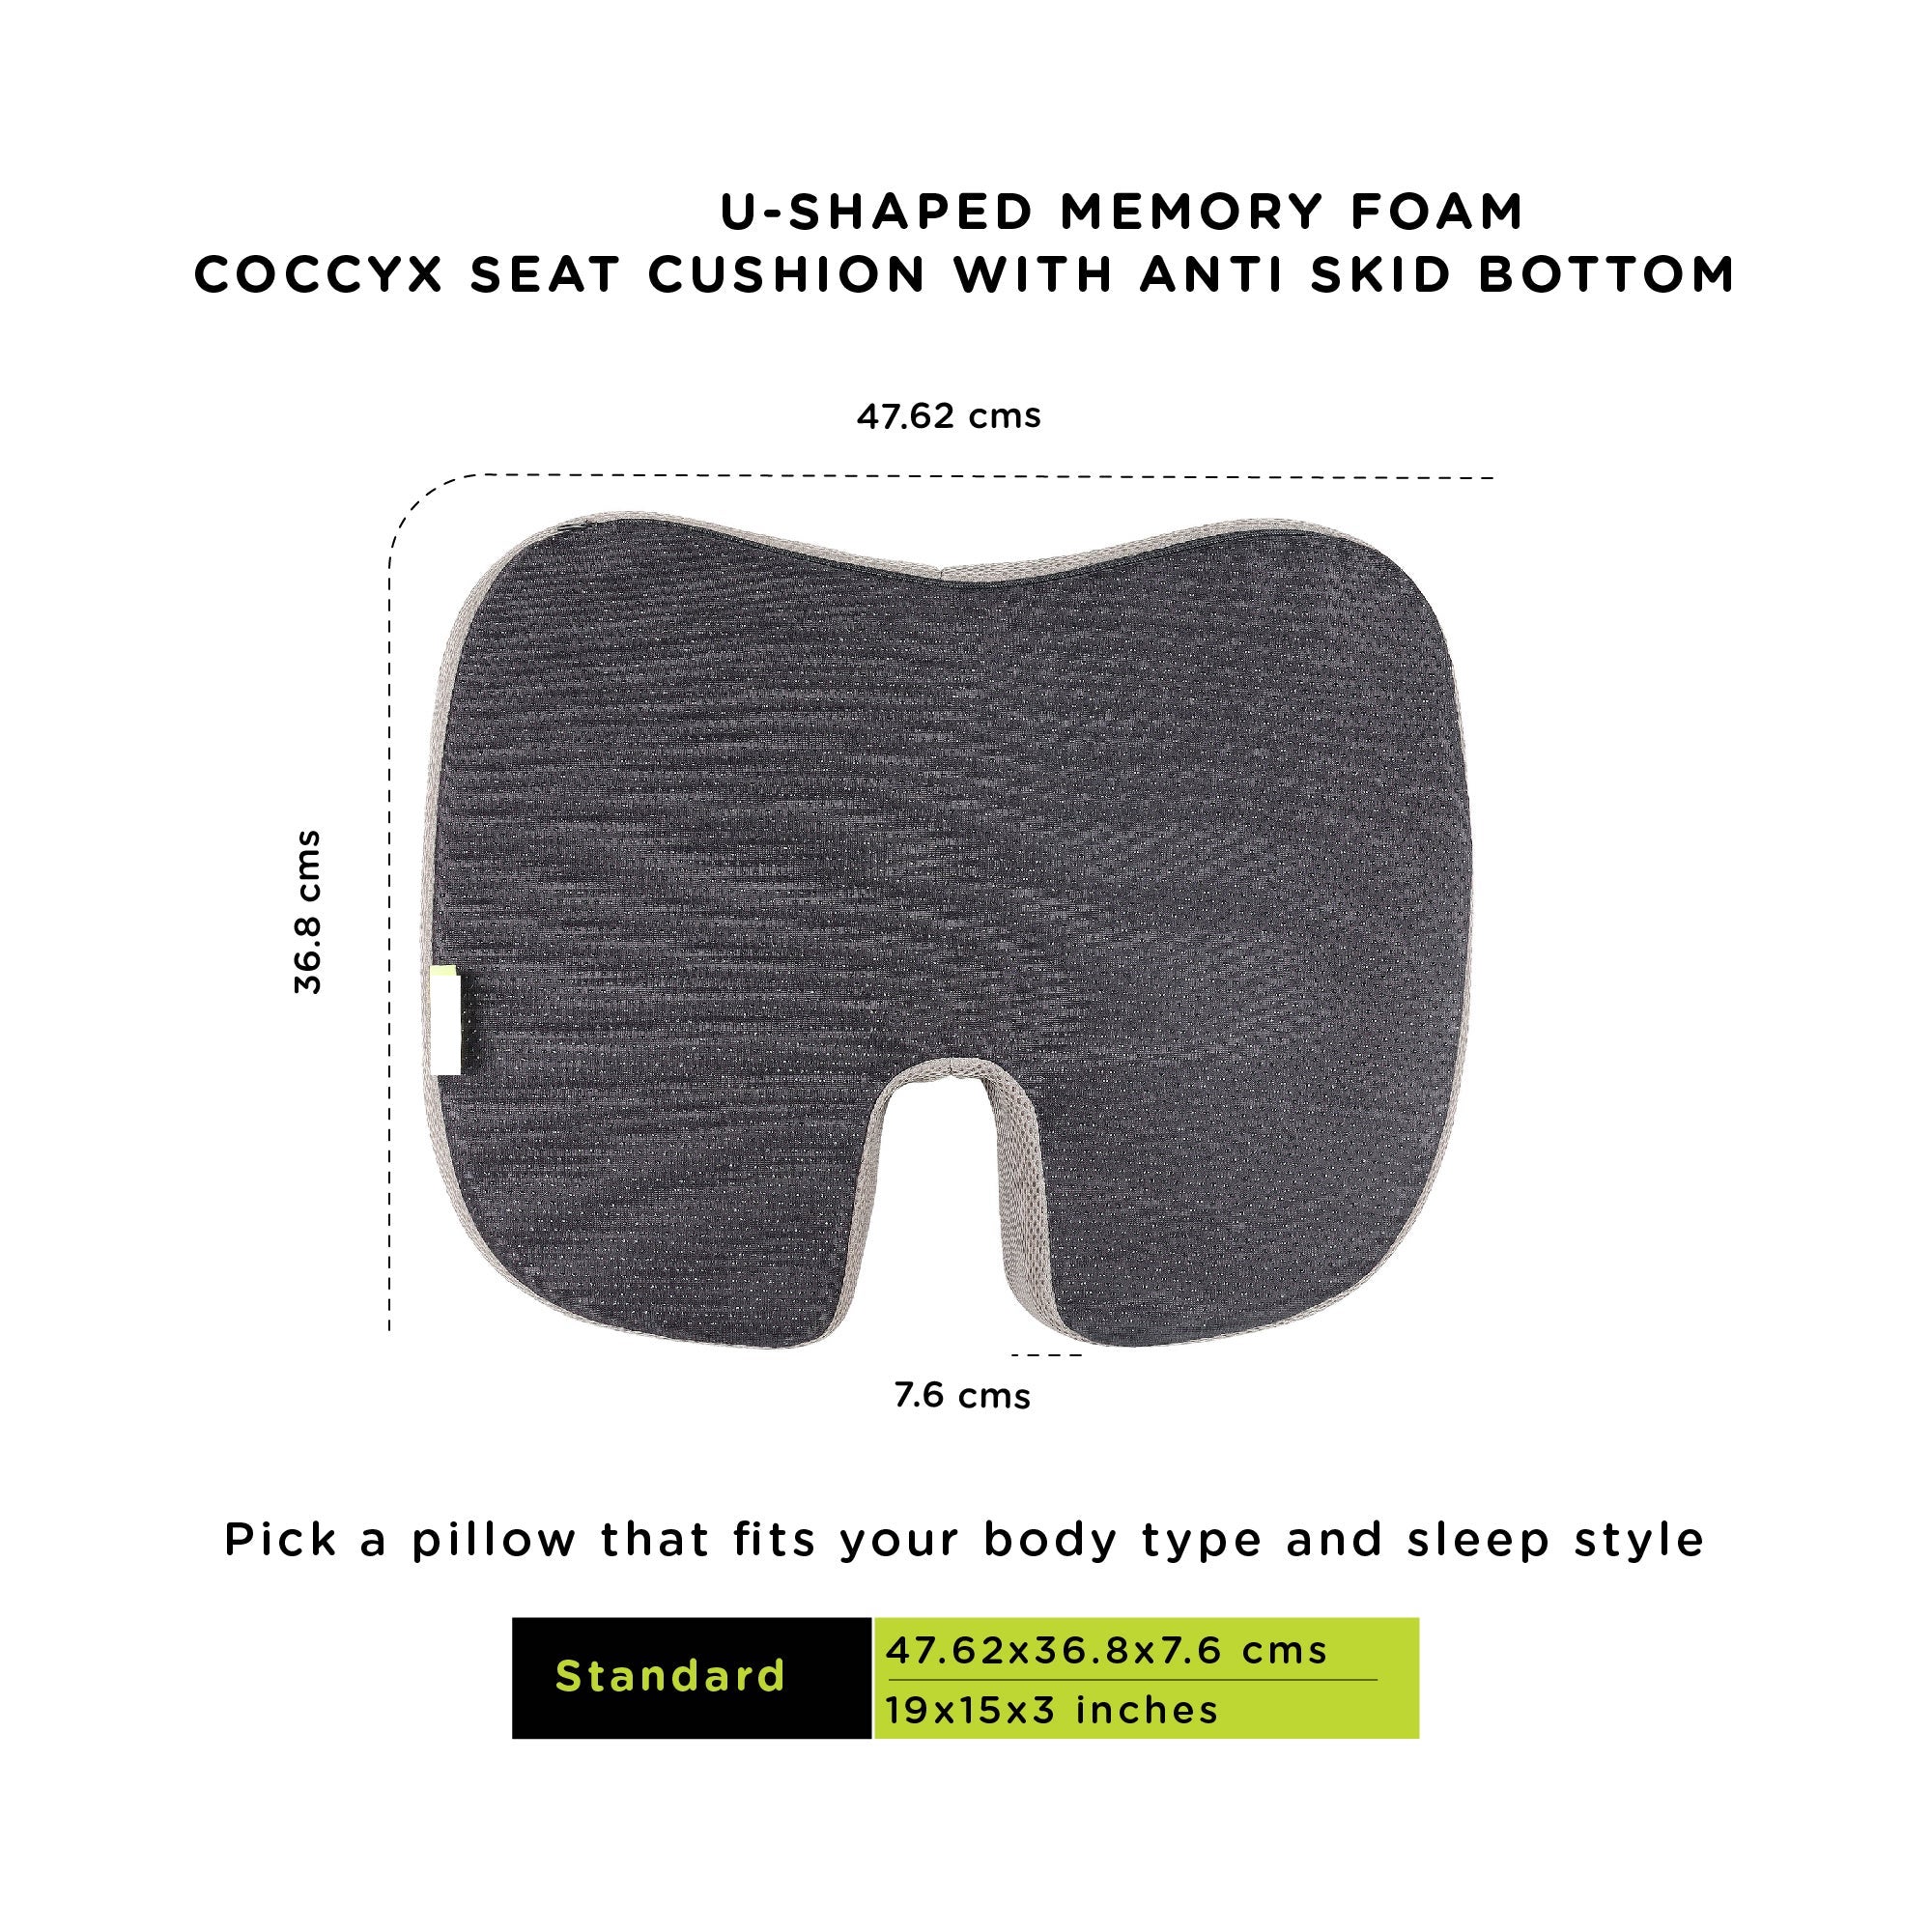 U-SHAPED MEMORY FOAM
COCCYX SEAT CUSHION WITH ANTI SKID BOTTOM
47.62 cms
36.8 cms
7.6 cms
Pick a pillow that fits your body type and sleep style
Standard
47.62x36.8x7.6 cms
19x15x3 inches